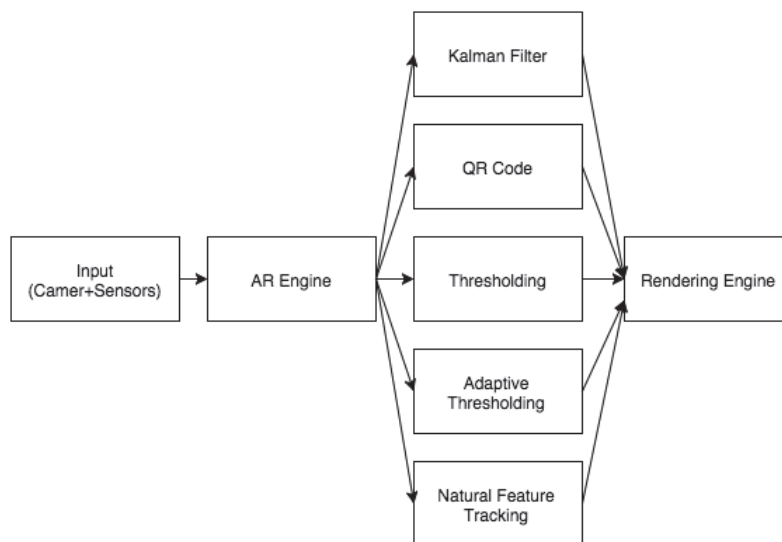 Kalman Filter
QR Code
Input
(Camer+Sensors)
AR Engine
Thresholding
Rendering Engine
Adaptive
Thresholding
Natural Feature
Tracking